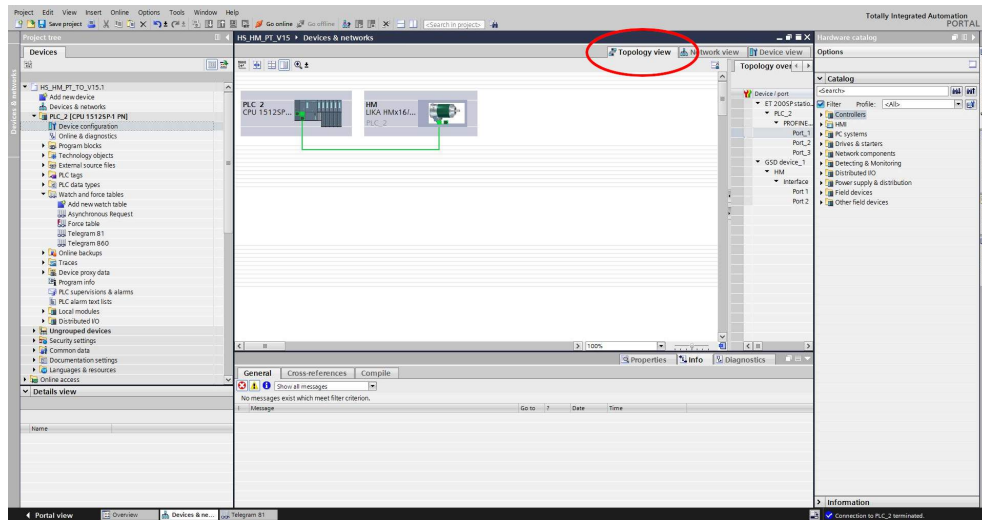 Project Edit View Insert Online Options Tools Window Help
Totally Integrated Automation
PORTAL
Save project
Go online
Go offline
<Search in project>
Project tree
HS_HM_PT_V15 ▸ Devices & networks
Hardware catalog
Devices
Topology view
Network view
Device view
Options
HS_HM_PT_TO_V15.1
Add new device
Devices & networks
PLC_2 [CPU 1512SP-1 PN]
Device configuration
Online & diagnostics
Program blocks
Technology objects
External source files
PLC tags
PLC data types
Watch and force tables
Add new watch table
Asynchronous Request
Force table
Telegram 81
Telegram 860
Online backups
Traces
Device proxy data
Program info
PLC supervisions & alarms
PLC alarm text lists
Local modules
Distributed I/O
Ungrouped devices
Security settings
Common data
Documentation settings
Languages & resources
Online access
Details view
Name
Devices & networks
PLC_2
CPU 1512SP...
HM
LIKA HMx16/...
PLC_2
100%
Topology over
Device / port
ET 200SP statio...
PLC_2
PROFINE...
Port_1
Port_2
Port_3
GSD device_1
HM
Interface
Port 1
Port 2
Catalog
<Search>
Filter Profile: <All>
Controllers
HMI
PC systems
Drives & starters
Network components
Detecting & Monitoring
Distributed I/O
Power supply & distribution
Field devices
Other field devices
Properties
Info
Diagnostics
General
Cross-references
Compile
Show all messages
No messages exist which meet filter criterion.
! Message Go to ? Date Time
Information
Portal view
Overview
Devices & ne...
Telegram 81
Connection to PLC_2 terminated.